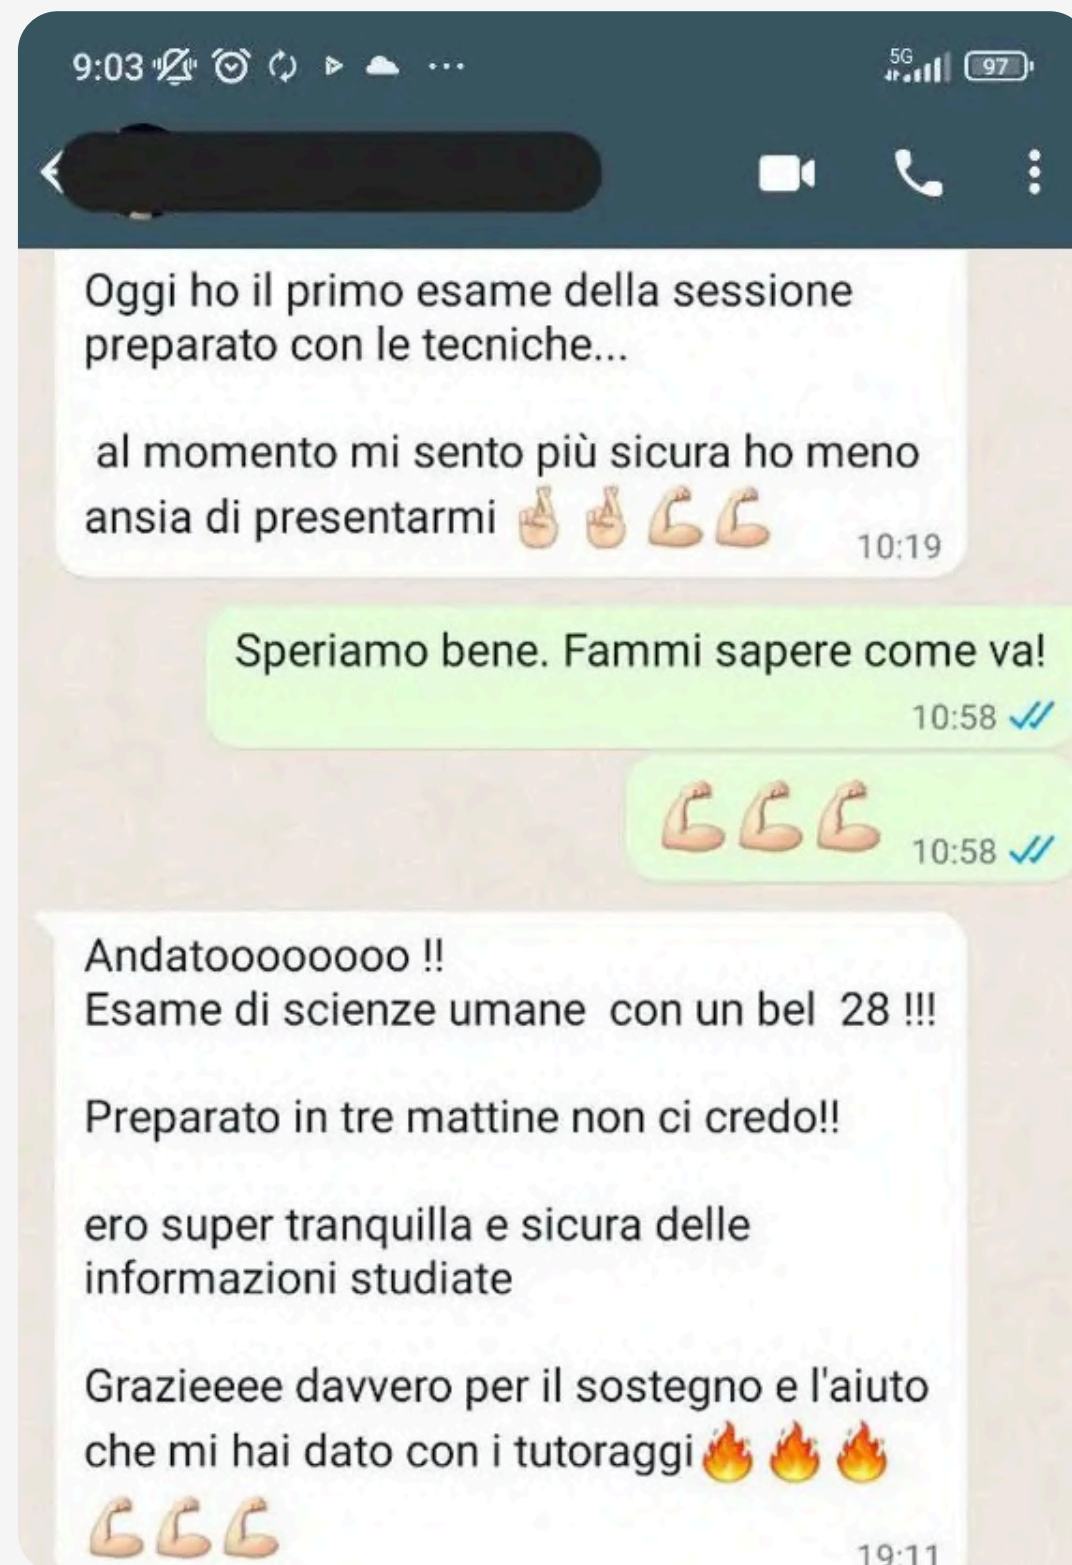 9:03
5G
97
Oggi ho il primo esame della sessione
preparato con le tecniche...
al momento mi sento più sicura ho meno
ansia di presentarmi 🤞🏻🤞🏻💪🏻💪🏻
10:19
Speriamo bene. Fammi sapere come va!
10:58
💪🏻💪🏻💪🏻 10:58
Andatoooooooo !!
Esame di scienze umane con un bel 28 !!!
Preparato in tre mattine non ci credo!!
ero super tranquilla e sicura delle
informazioni studiate
Grazieeee davvero per il sostegno e l'aiuto
che mi hai dato con i tutoraggi🔥🔥🔥
💪🏻💪🏻💪🏻
19:11